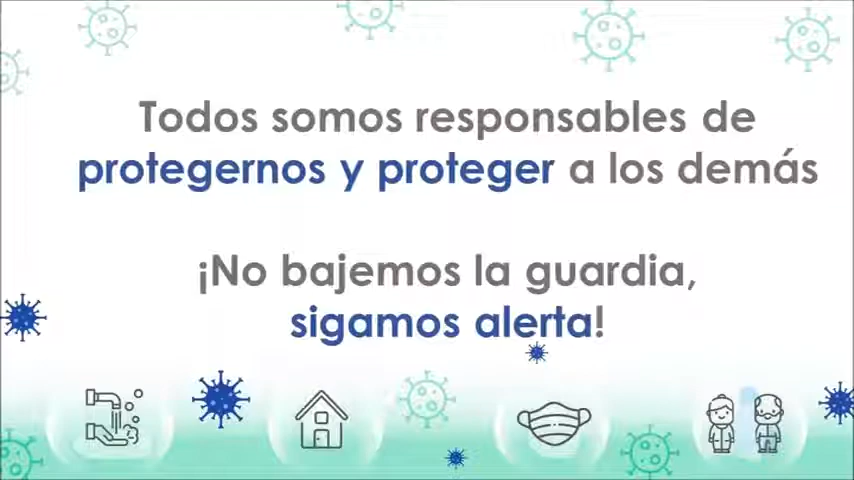 Todos somos responsables de
protegernos y proteger a los demás
¡No bajemos la guardia,
sigamos alerta!